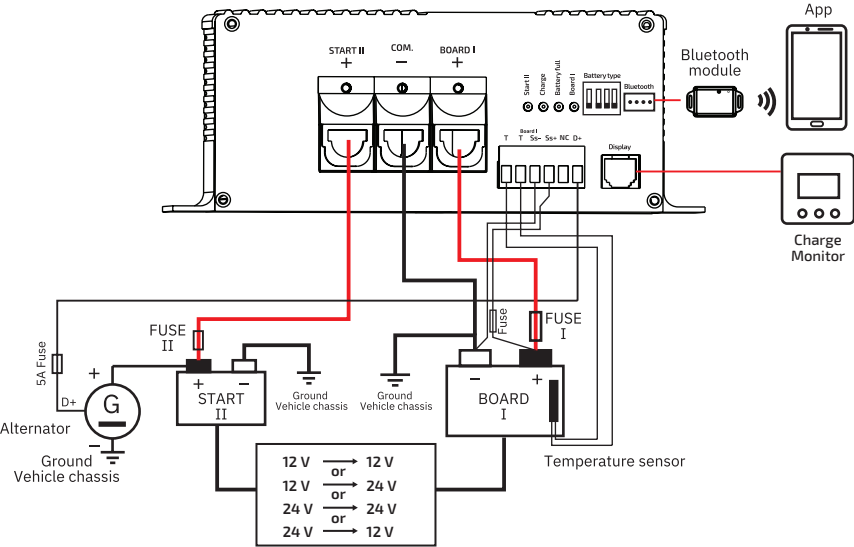 App
START II
+
COM.
−
BOARD I
+
Start II
Charge
Battery full
Board I
Battery type
Bluetooth
Bluetooth
module
Board I
T T Ss− Ss+ NC D+
Display
Charge
Monitor
FUSE
II
Fuse
FUSE
I
5A Fuse
+
D+
G
−
Alternator
Ground
Vehicle chassis
+ −
START
II
Ground
Vehicle chassis
Ground
Vehicle chassis
− +
BOARD
I
Temperature sensor
12 V 12 V
or
12 V 24 V
or
24 V 24 V
or
24 V 12 V